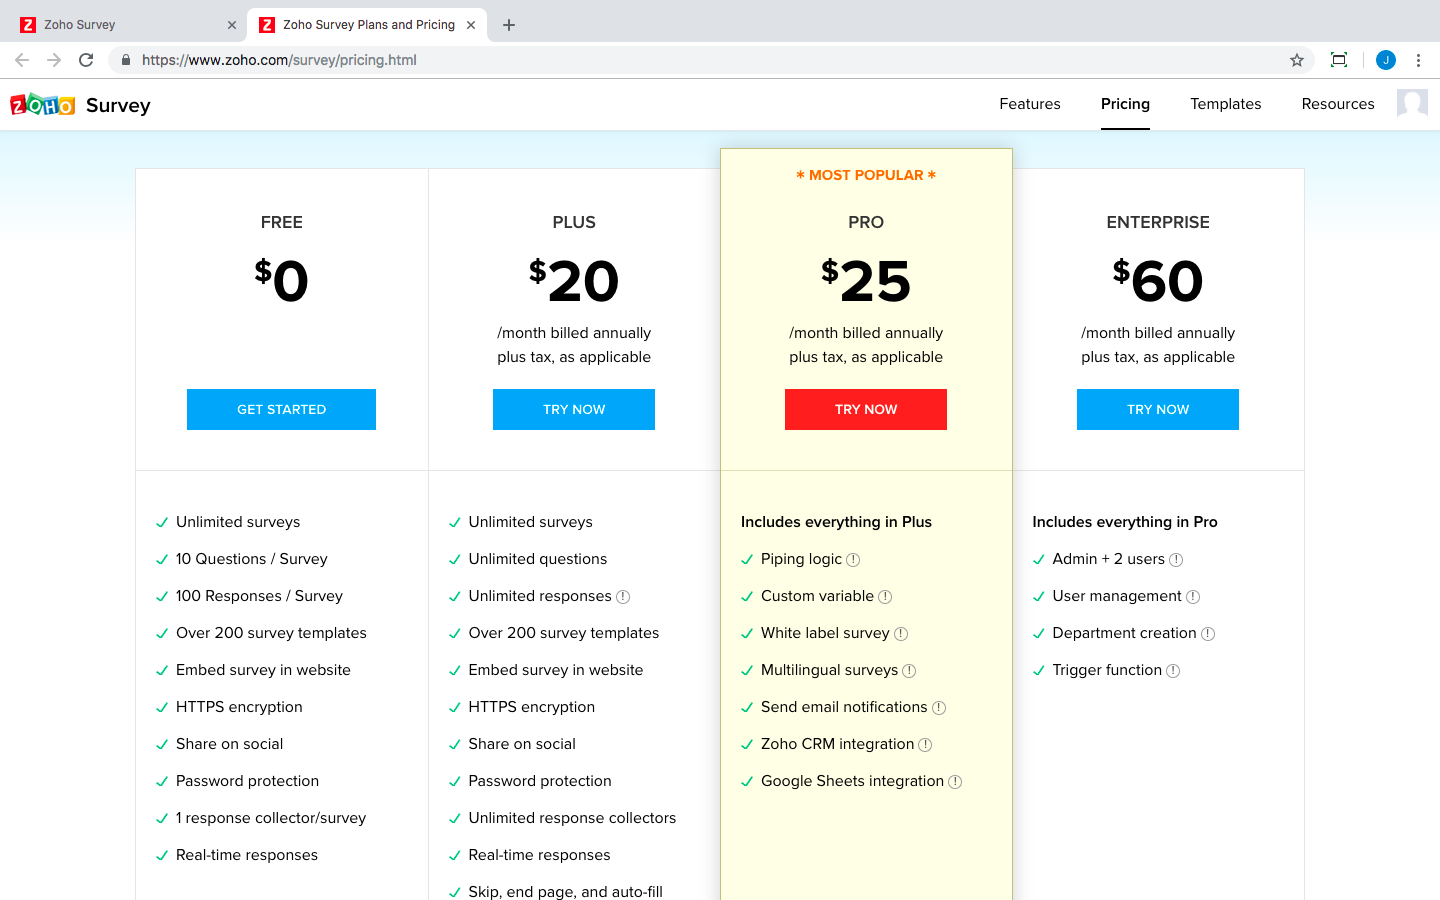 Zoho Survey
Zoho Survey Plans and Pricing
https://www.zoho.com/survey/pricing.html
J
ZOHO Survey
Features
Pricing
Templates
Resources
FREE
$0
GET STARTED
Unlimited surveys
10 Questions / Survey
100 Responses / Survey
Over 200 survey templates
Embed survey in website
HTTPS encryption
Share on social
Password protection
1 response collector/survey
Real-time responses
PLUS
$20
/month billed annually
plus tax, as applicable
TRY NOW
Unlimited surveys
Unlimited questions
Unlimited responses
Over 200 survey templates
Embed survey in website
HTTPS encryption
Share on social
Password protection
Unlimited response collectors
Real-time responses
Skip, end page, and auto-fill
* MOST POPULAR *
PRO
$25
/month billed annually
plus tax, as applicable
TRY NOW
Includes everything in Plus
Piping logic
Custom variable
White label survey
Multilingual surveys
Send email notifications
Zoho CRM integration
Google Sheets integration
ENTERPRISE
$60
/month billed annually
plus tax, as applicable
TRY NOW
Includes everything in Pro
Admin + 2 users
User management
Department creation
Trigger function